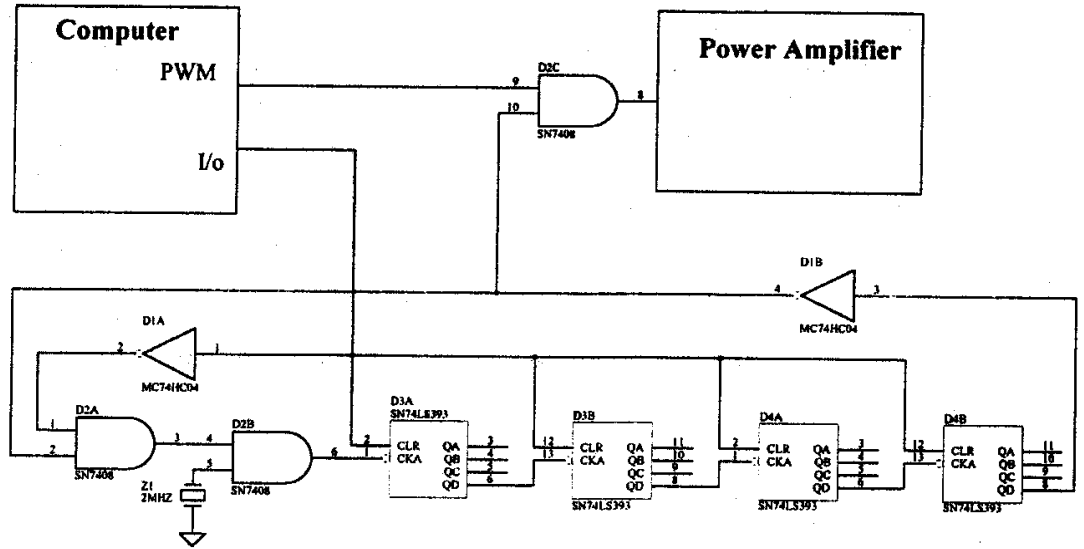 Computer
Power Amplifier
PWM
I/o
D2C
9
10
8
SN7408
D1B
4
3
MC74HC04
D1A
2
1
MC74HC04
D2A
1
2
3
SN7408
D2B
4
5
6
SN7408
Z1
2MHZ
D3A
SN74LS393
2
1
CLR
CKA
QA
QB
QC
QD
3
4
5
6
D3B
12
13
CLR
CKA
QA
QB
QC
QD
11
10
9
8
SN74LS393
D4A
2
1
CLR
CKA
QA
QB
QC
QD
3
4
5
6
SN74LS393
D4B
12
13
CLR
CKA
QA
QB
QC
QD
11
10
9
8
SN74LS393